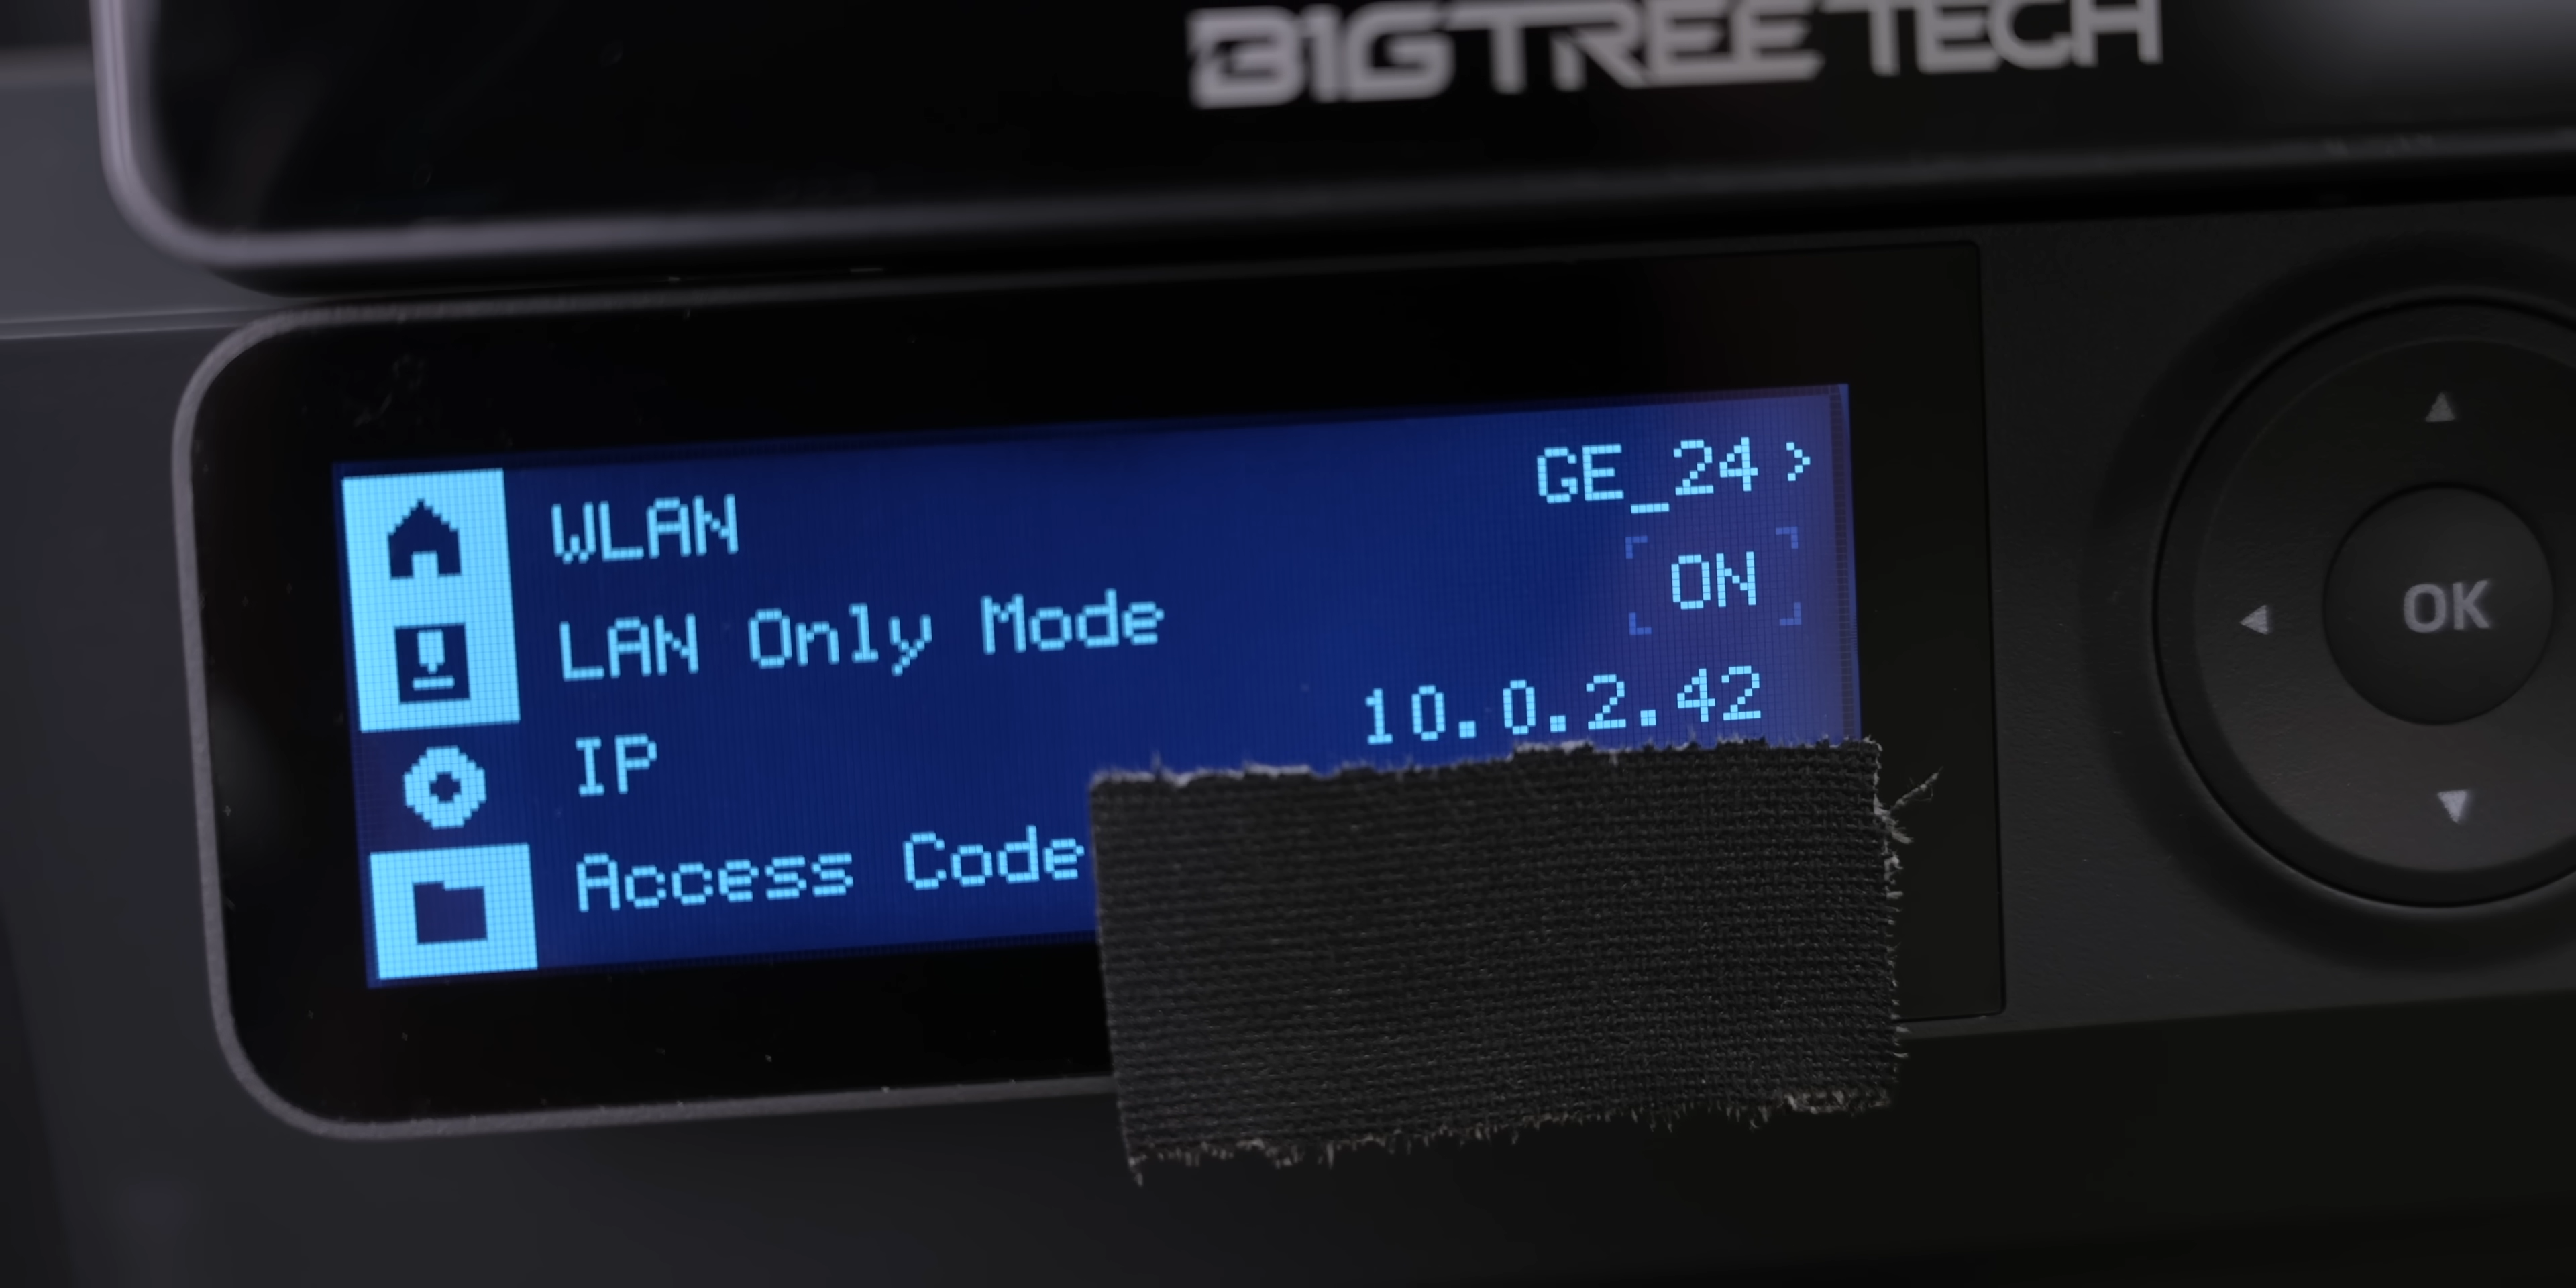 BIGTREETECH
WLAN GE_24 >
LAN Only Mode ON
IP 10.0.2.42
Access Code
OK